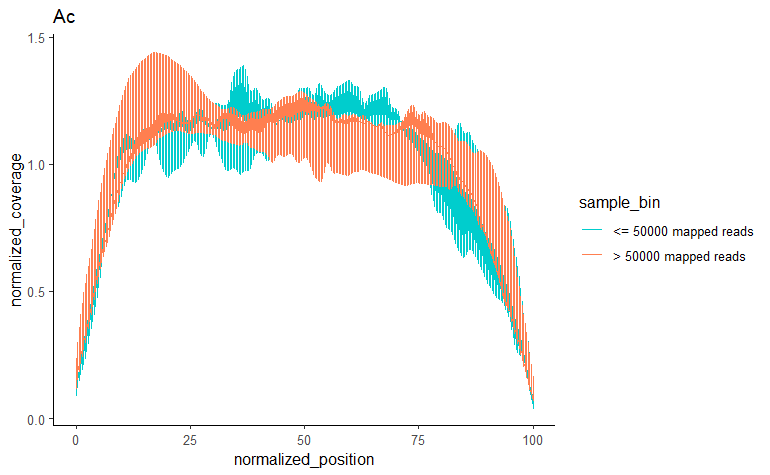 Ac
1.5
1.0
0.5
0.0
normalized_coverage
0
25
50
75
100
normalized_position
sample_bin
<= 50000 mapped reads
> 50000 mapped reads